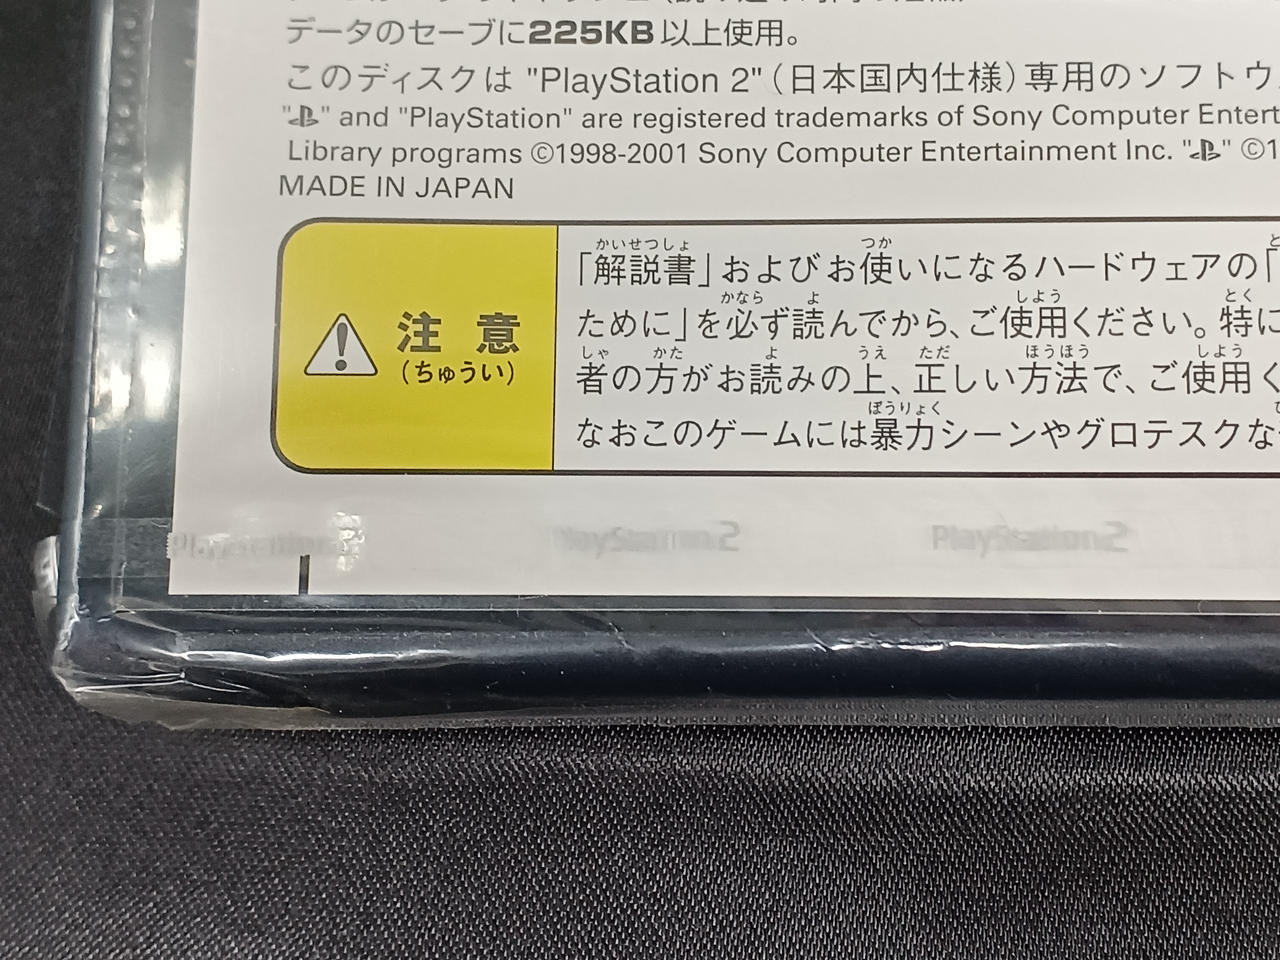 データのセーブに225KB以上使用。
このディスクは "PlayStation 2"（日本国内仕様）専用のソフトウ
" " and "PlayStation" are registered trademarks of Sony Computer Entert
Library programs ©1998-2001 Sony Computer Entertainment Inc. " " ©1
MADE IN JAPAN
注意
（ちゅうい）
かいせつしょ つか
「解説書」およびお使いになるハードウェアの「
かなら よ しよう とく
ために」を必ず読んでから、ご使用ください。特に
しゃ かた よ うえ ただ ほうほう しよう
者の方がお読みの上、正しい方法で、ご使用く
ぼうりょく
なおこのゲームには暴力シーンやグロテスクな
PlayStation 2 PlayStation 2 PlayStation 2